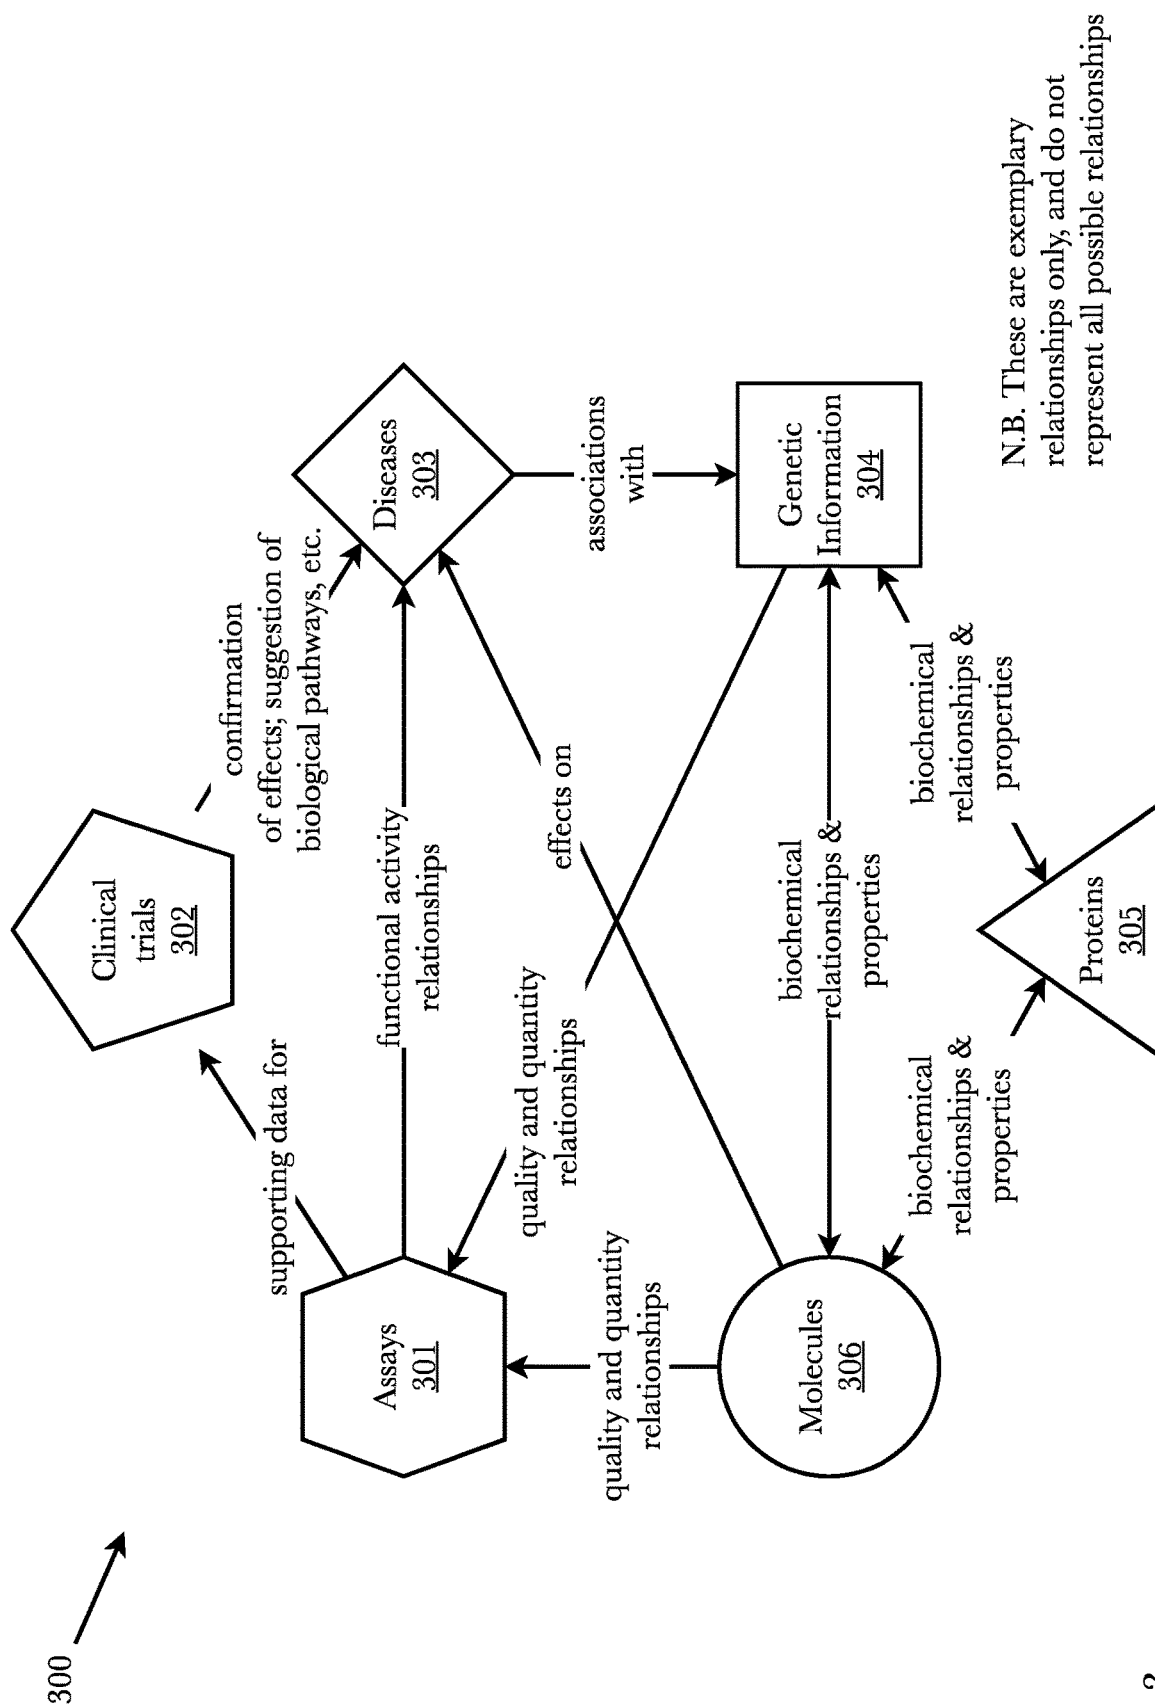 300
Clinical
trials
302
supporting data for
confirmation
of effects; suggestion of
biological pathways, etc.
Assays
301
functional activity
relationships
Diseases
303
quality and quantity
relationships
quality and quantity
relationships
effects on
associations
with
Molecules
306
biochemical
relationships &
properties
Genetic
Information
304
biochemical
relationships &
properties
biochemical
relationships &
properties
Proteins
305
N.B. These are exemplary
relationships only, and do not
represent all possible relationships